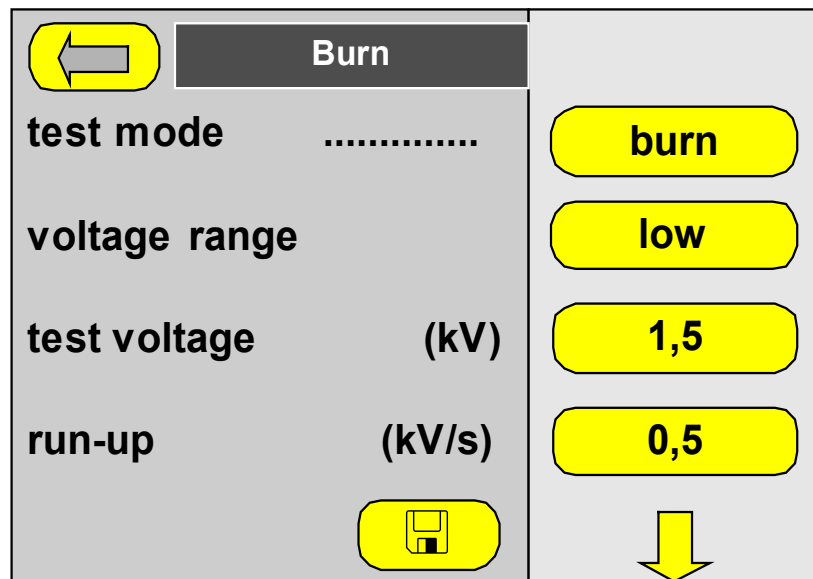 Burn
test mode .............. burn
voltage range low
test voltage (kV) 1,5
run-up (kV/s) 0,5